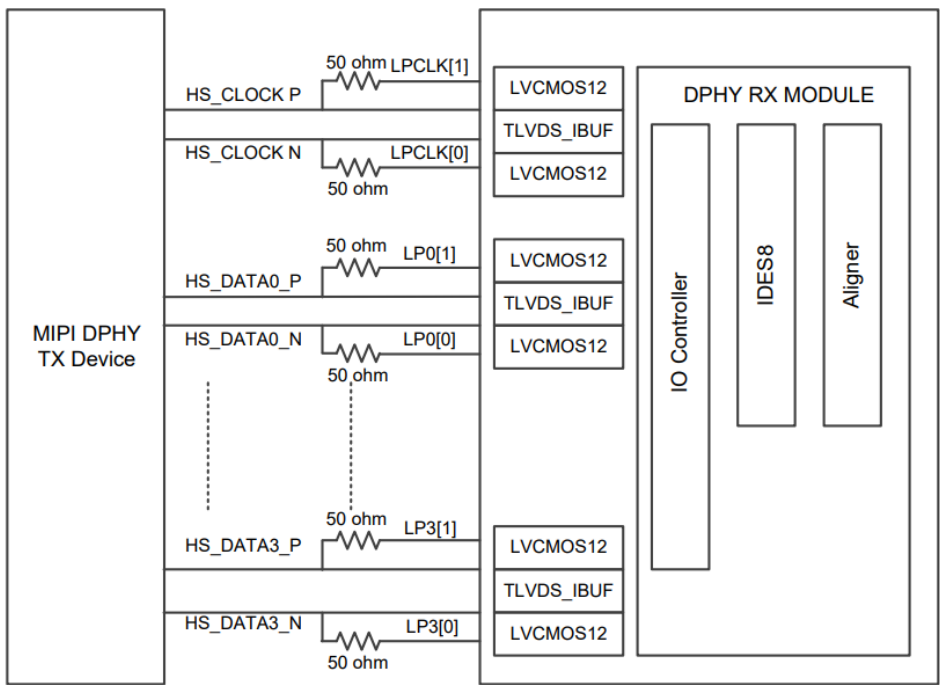 MIPI DPHY
TX Device
HS_CLOCK P
50 ohm
LPCLK[1]
HS_CLOCK N
LPCLK[0]
50 ohm
50 ohm
LP0[1]
HS_DATA0_P
HS_DATA0_N
LP0[0]
50 ohm
50 ohm
LP3[1]
HS_DATA3_P
HS_DATA3_N
LP3[0]
50 ohm
LVCMOS12
TLVDS_IBUF
LVCMOS12
LVCMOS12
TLVDS_IBUF
LVCMOS12
LVCMOS12
TLVDS_IBUF
LVCMOS12
DPHY RX MODULE
IO Controller
IDES8
Aligner